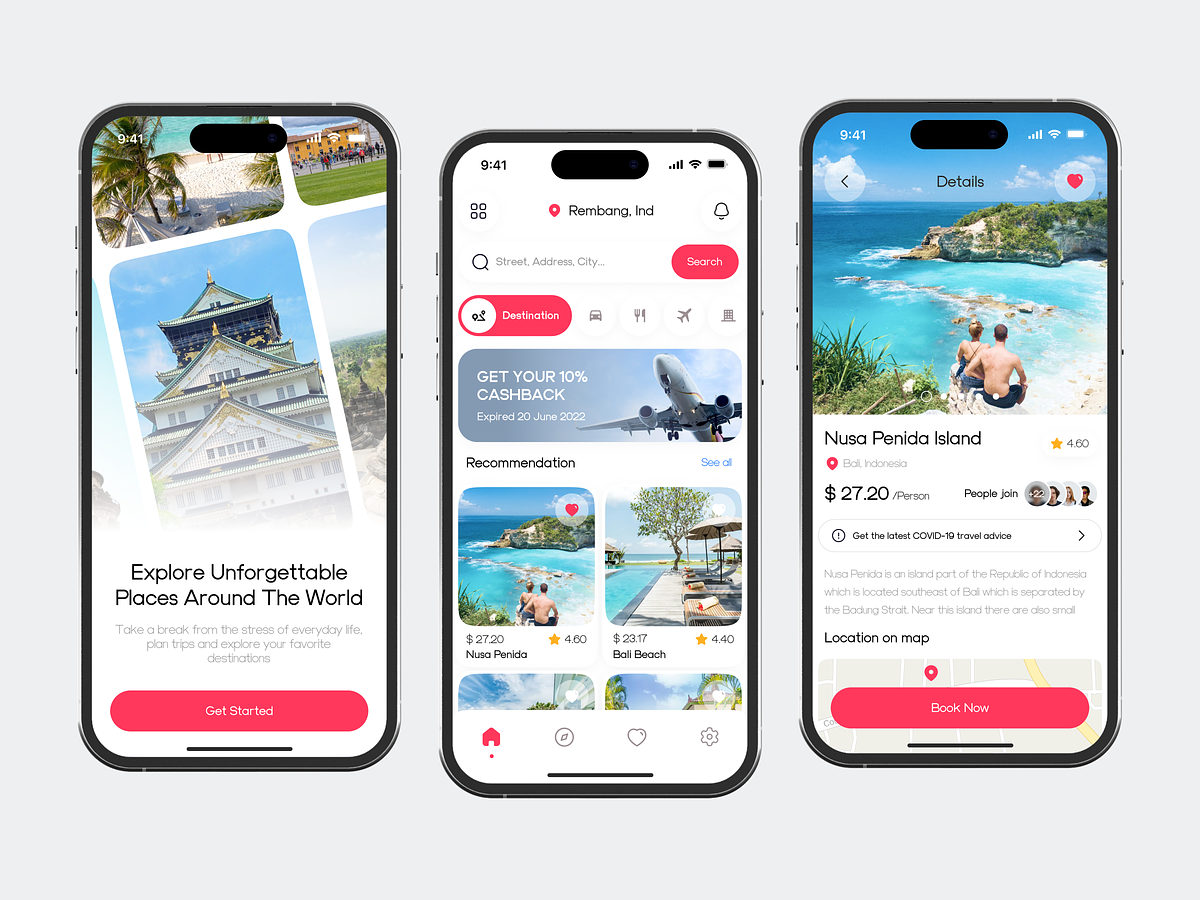 9:41
Explore Unforgettable
Places Around The World
Take a break from the stress of everyday life,
plan trips and explore your favorite
destinations
Get Started
9:41
Rembang, Ind
Street, Address, City...
Search
Destination
GET YOUR 10%
CASHBACK
Expired 20 June 2022
Recommendation
See all
$ 27.20
4.60
Nusa Penida
$ 23.17
4.40
Bali Beach
9:41
Details
Nusa Penida Island
4.60
Bali, Indonesia
$ 27.20 /Person
People join
+22
Get the latest COVID-19 travel advice
Nusa Penida is an island part of the Republic of Indonesia
which is located southeast of Bali which is separated by
the Badung Strait. Near this island there are also small
Location on map
Book Now